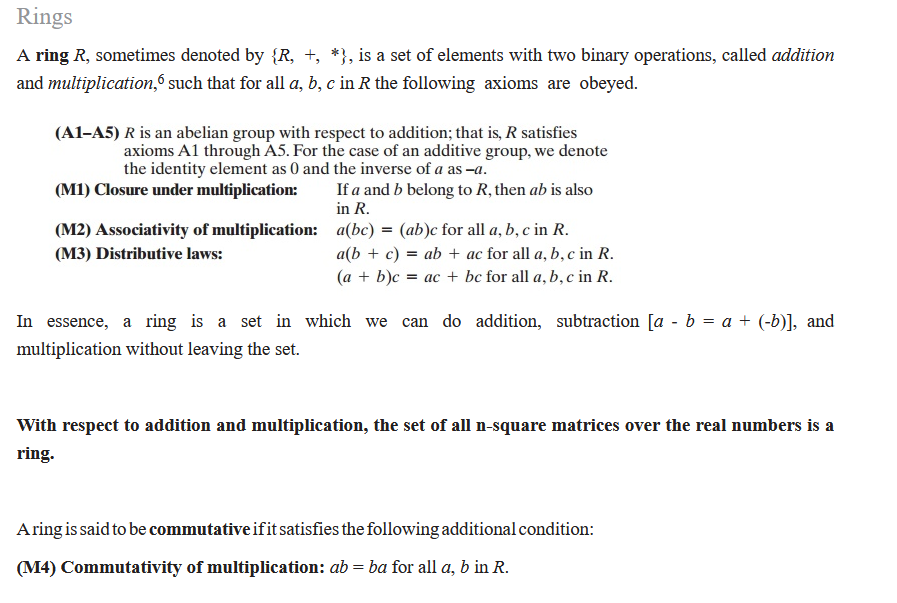 Rings
A ring R, sometimes denoted by {R, +, *}, is a set of elements with two binary operations, called addition
and multiplication,⁶ such that for all a, b, c in R the following axioms are obeyed.
(A1–A5) R is an abelian group with respect to addition; that is, R satisfies
axioms A1 through A5. For the case of an additive group, we denote
the identity element as 0 and the inverse of a as –a.
(M1) Closure under multiplication: If a and b belong to R, then ab is also
in R.
(M2) Associativity of multiplication: a(bc) = (ab)c for all a, b, c in R.
(M3) Distributive laws: a(b + c) = ab + ac for all a, b, c in R.
(a + b)c = ac + bc for all a, b, c in R.
In essence, a ring is a set in which we can do addition, subtraction [a - b = a + (-b)], and
multiplication without leaving the set.
With respect to addition and multiplication, the set of all n-square matrices over the real numbers is a
ring.
A ring is said to be commutative if it satisfies the following additional condition:
(M4) Commutativity of multiplication: ab = ba for all a, b in R.